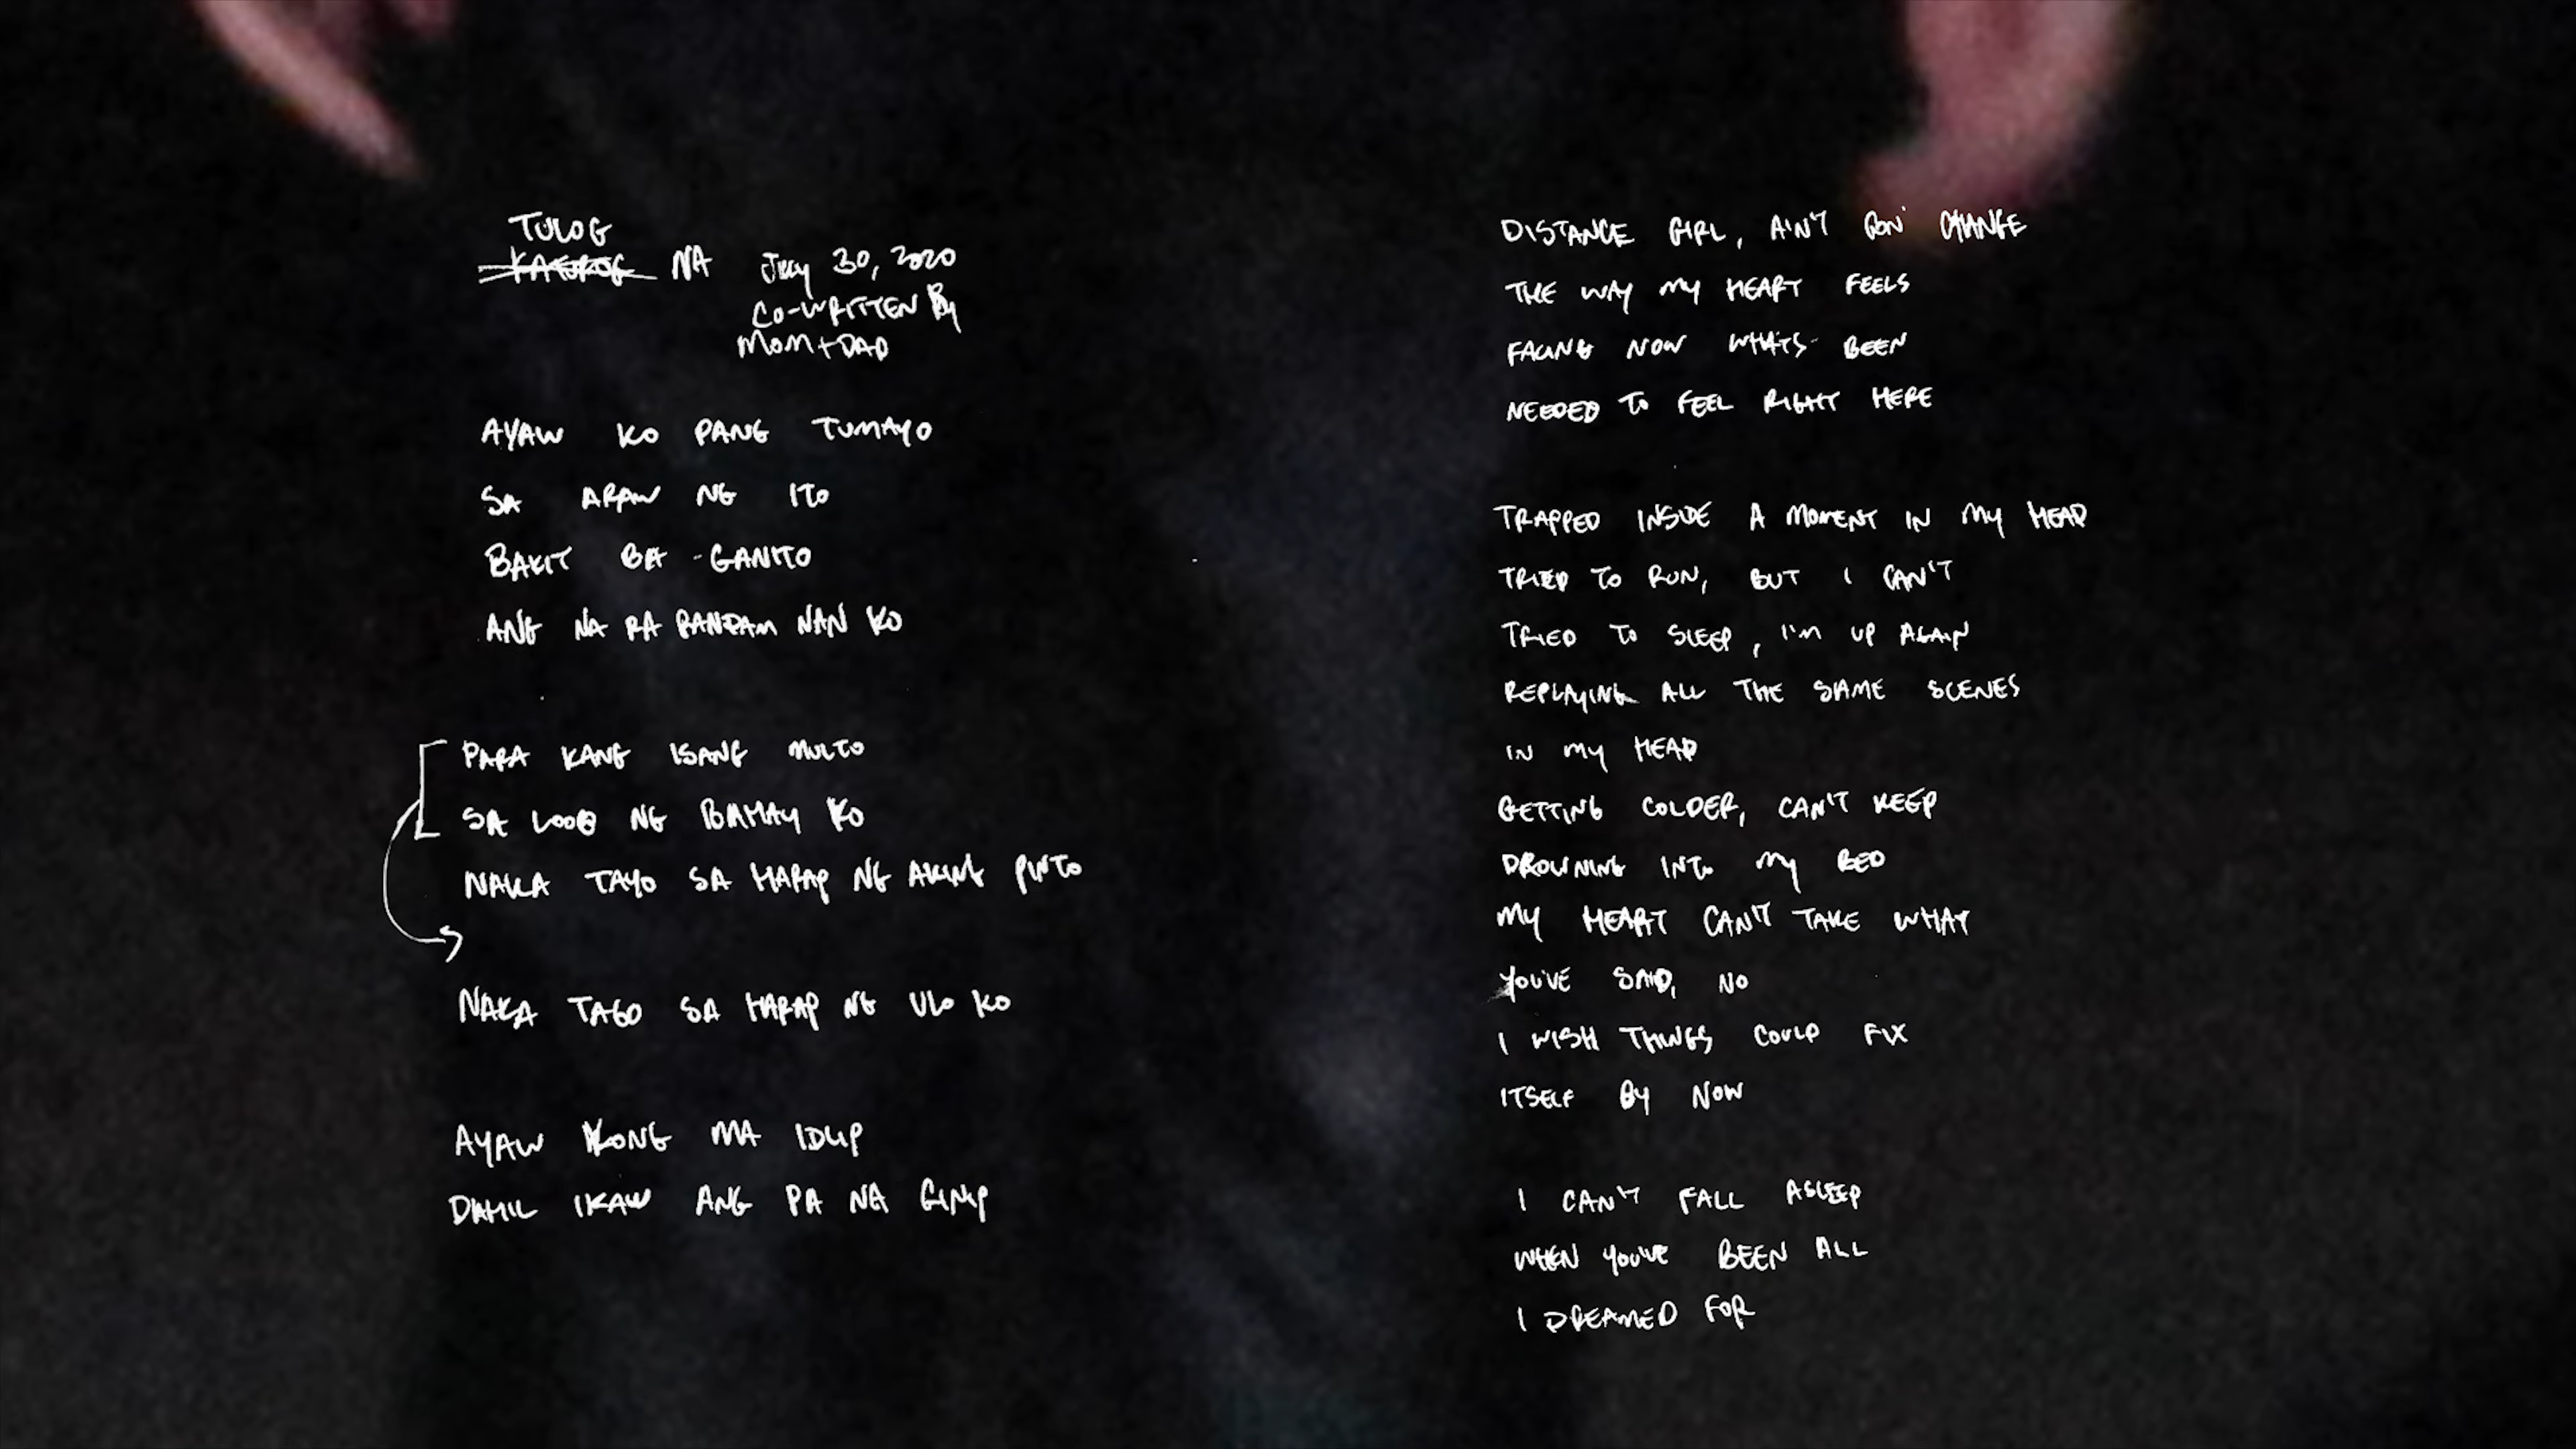 TULOG
NA JULY 30, 2020
CO-WRITTEN BY
MOM + DAD
AYAW KO PANG TUMAYO
SA ARAW NG ITO
BAKIT BA GANITO
ANG NA RA RANDAM NAN KO
PARA KANG ISANG MULTO
SA LOOB NG BAHAY KO
NAKA TAYO SA HARAP NG AKING PINTO
NAKA TAGO SA HARAP NG ULO KO
AYAW KONG MA IDLIP
DAHIL IKAW ANG PA NA GINIP
DISTANCE GIRL, AIN'T GON' CHANGE
THE WAY MY HEART FEELS
FACING NOW WHATS BEEN
NEEDED TO FEEL RIGHT HERE
TRAPPED INSIDE A MOMENT IN MY HEAD
TRIED TO RUN, BUT I CAN'T
TRIED TO SLEEP, I'M UP AGAIN
REPLAYING ALL THE SAME SCENES
IN MY HEAD
GETTING COLDER, CAN'T KEEP
DROWNING INTO MY BED
MY HEART CAN'T TAKE WHAT
YOU'VE SAID, NO
I WISH THINGS COULD FIX
ITSELF BY NOW
I CAN'T FALL ASLEEP
WHEN YOU'VE BEEN ALL
I DREAMED FOR